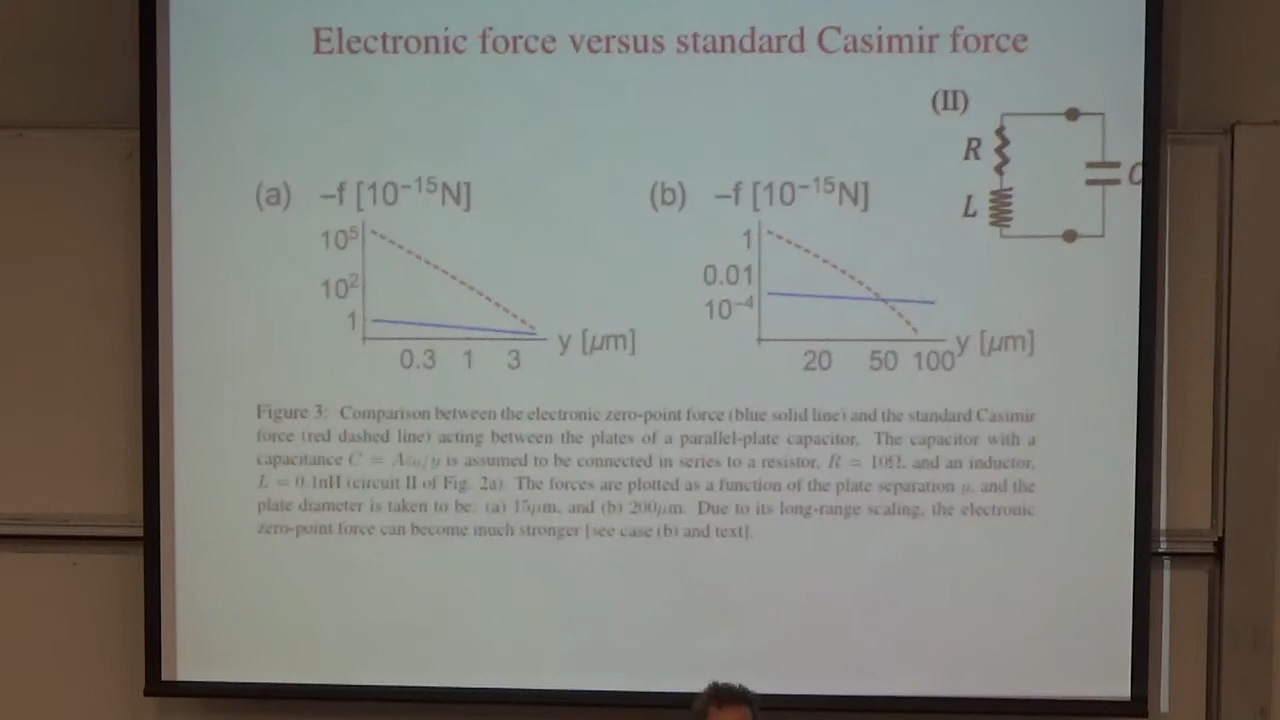 Electronic force versus standard Casimir force
(II)
R
L
C
(a) −f [10⁻¹⁵N]
10⁵
10²
1
0.3 1 3
y [μm]
(b) −f [10⁻¹⁵N]
1
0.01
10⁻⁴
20 50 100
y [μm]
Figure 3: Comparison between the electronic zero-point force (blue solid line) and the standard Casimir
force (red dashed line) acting between the plates of a parallel-plate capacitor. The capacitor with a
capacitance C = Aε₀/y is assumed to be connected in series to a resistor, R = 10Ω, and an inductor,
L = 0.1nH (circuit II of Fig. 2a). The forces are plotted as a function of the plate separation y, and the
plate diameter is taken to be: (a) 15μm, and (b) 200μm. Due to its long-range scaling, the electronic
zero-point force can become much stronger [see case (b) and text].